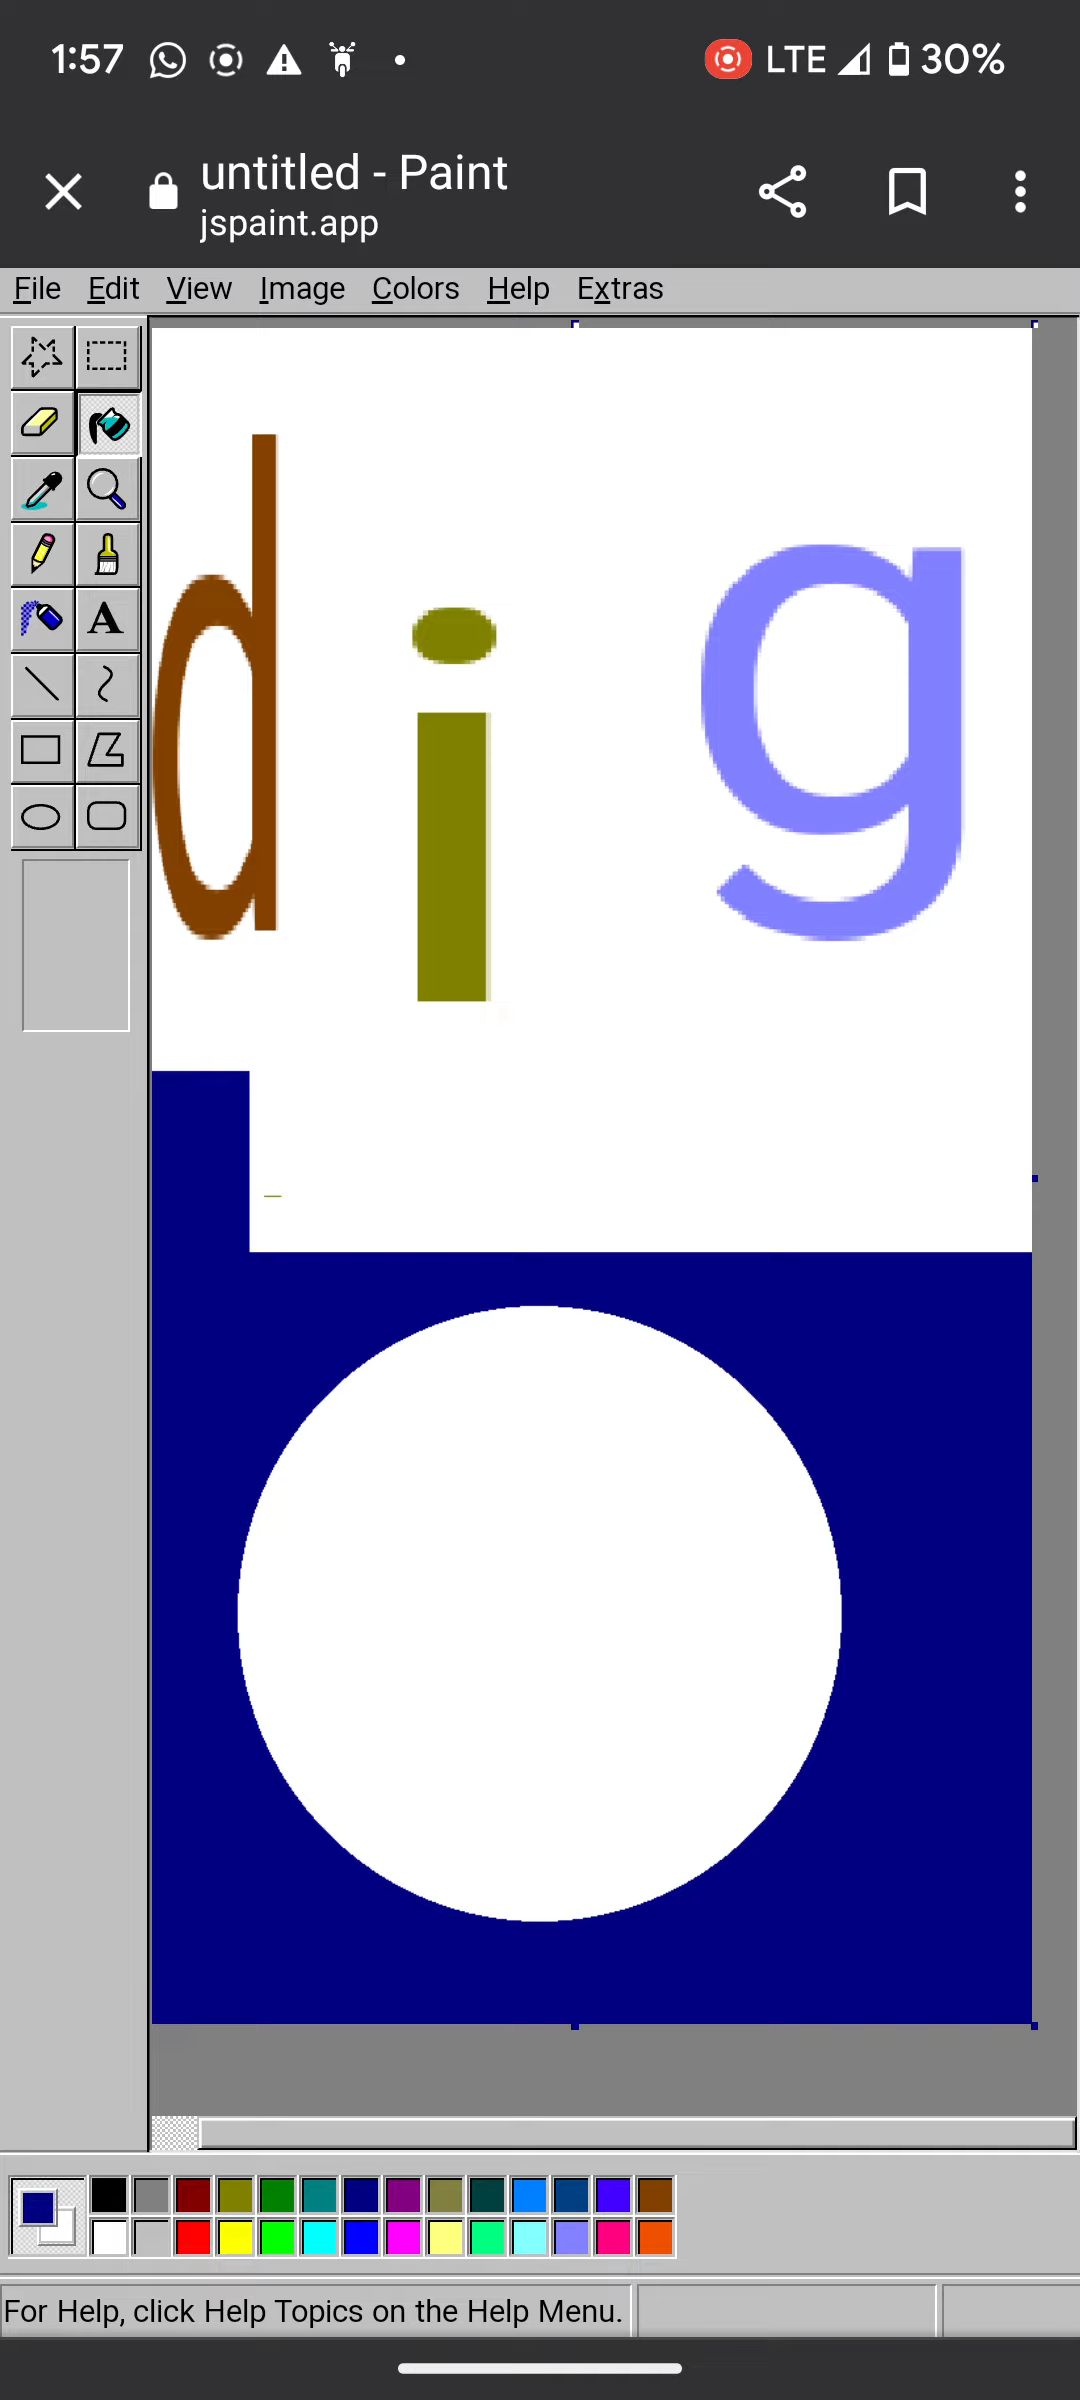 1:57 LTE 30%
untitled - Paint
jspaint.app
File Edit View Image Colors Help Extras
A
d i g
For Help, click Help Topics on the Help Menu.